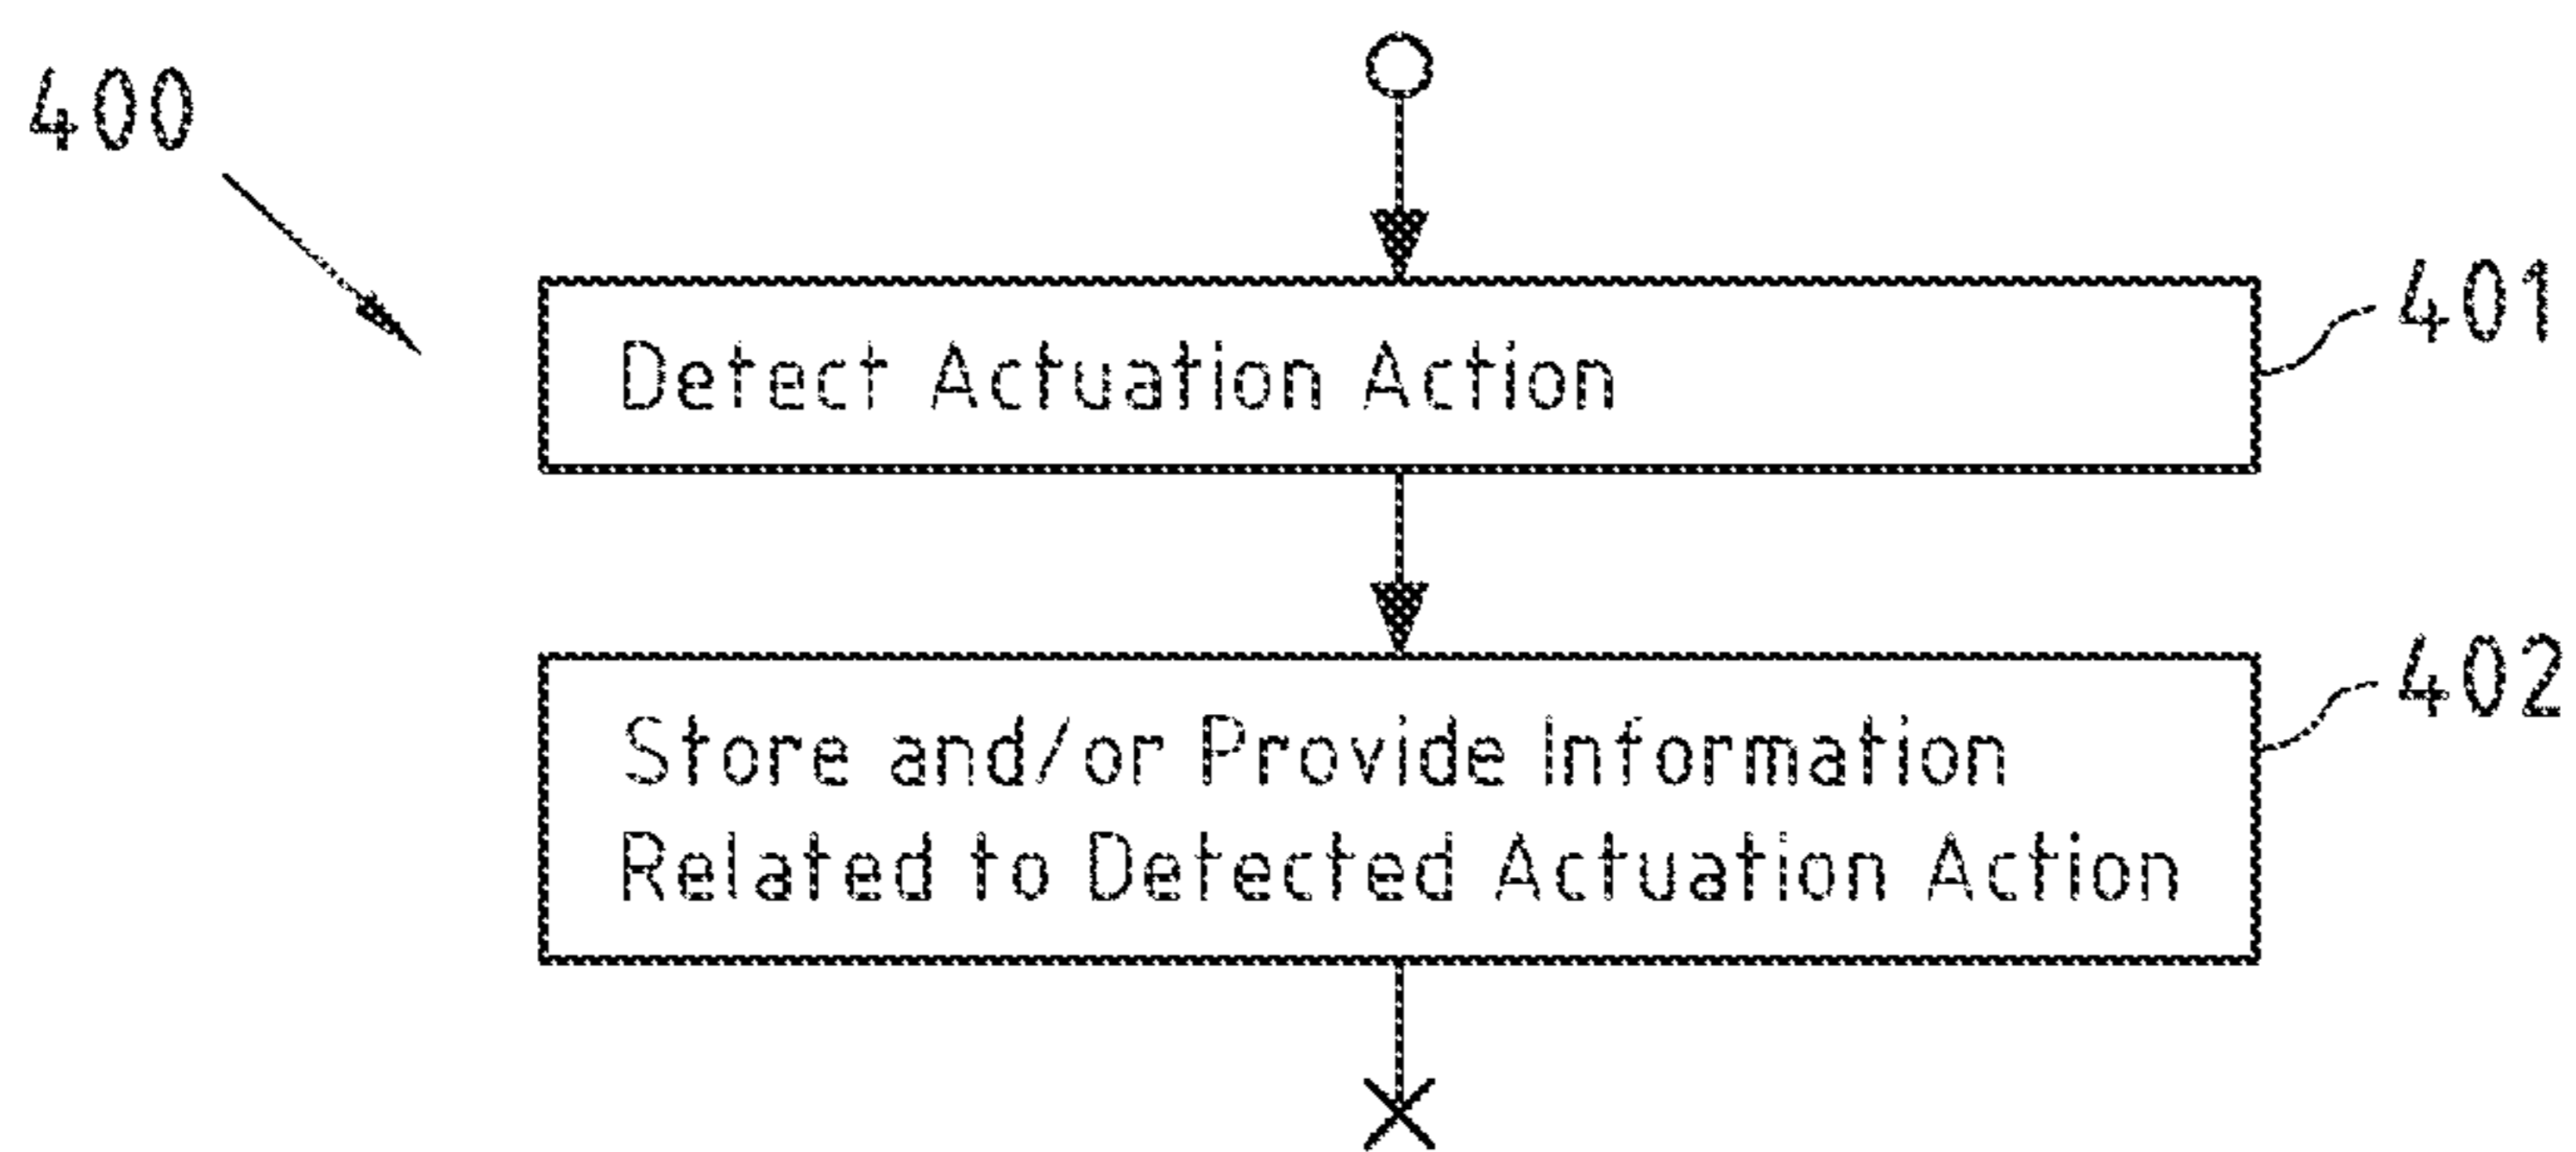 400
401
Detect Actuation Action
402
Store and/or Provide Information
Related to Detected Actuation Action